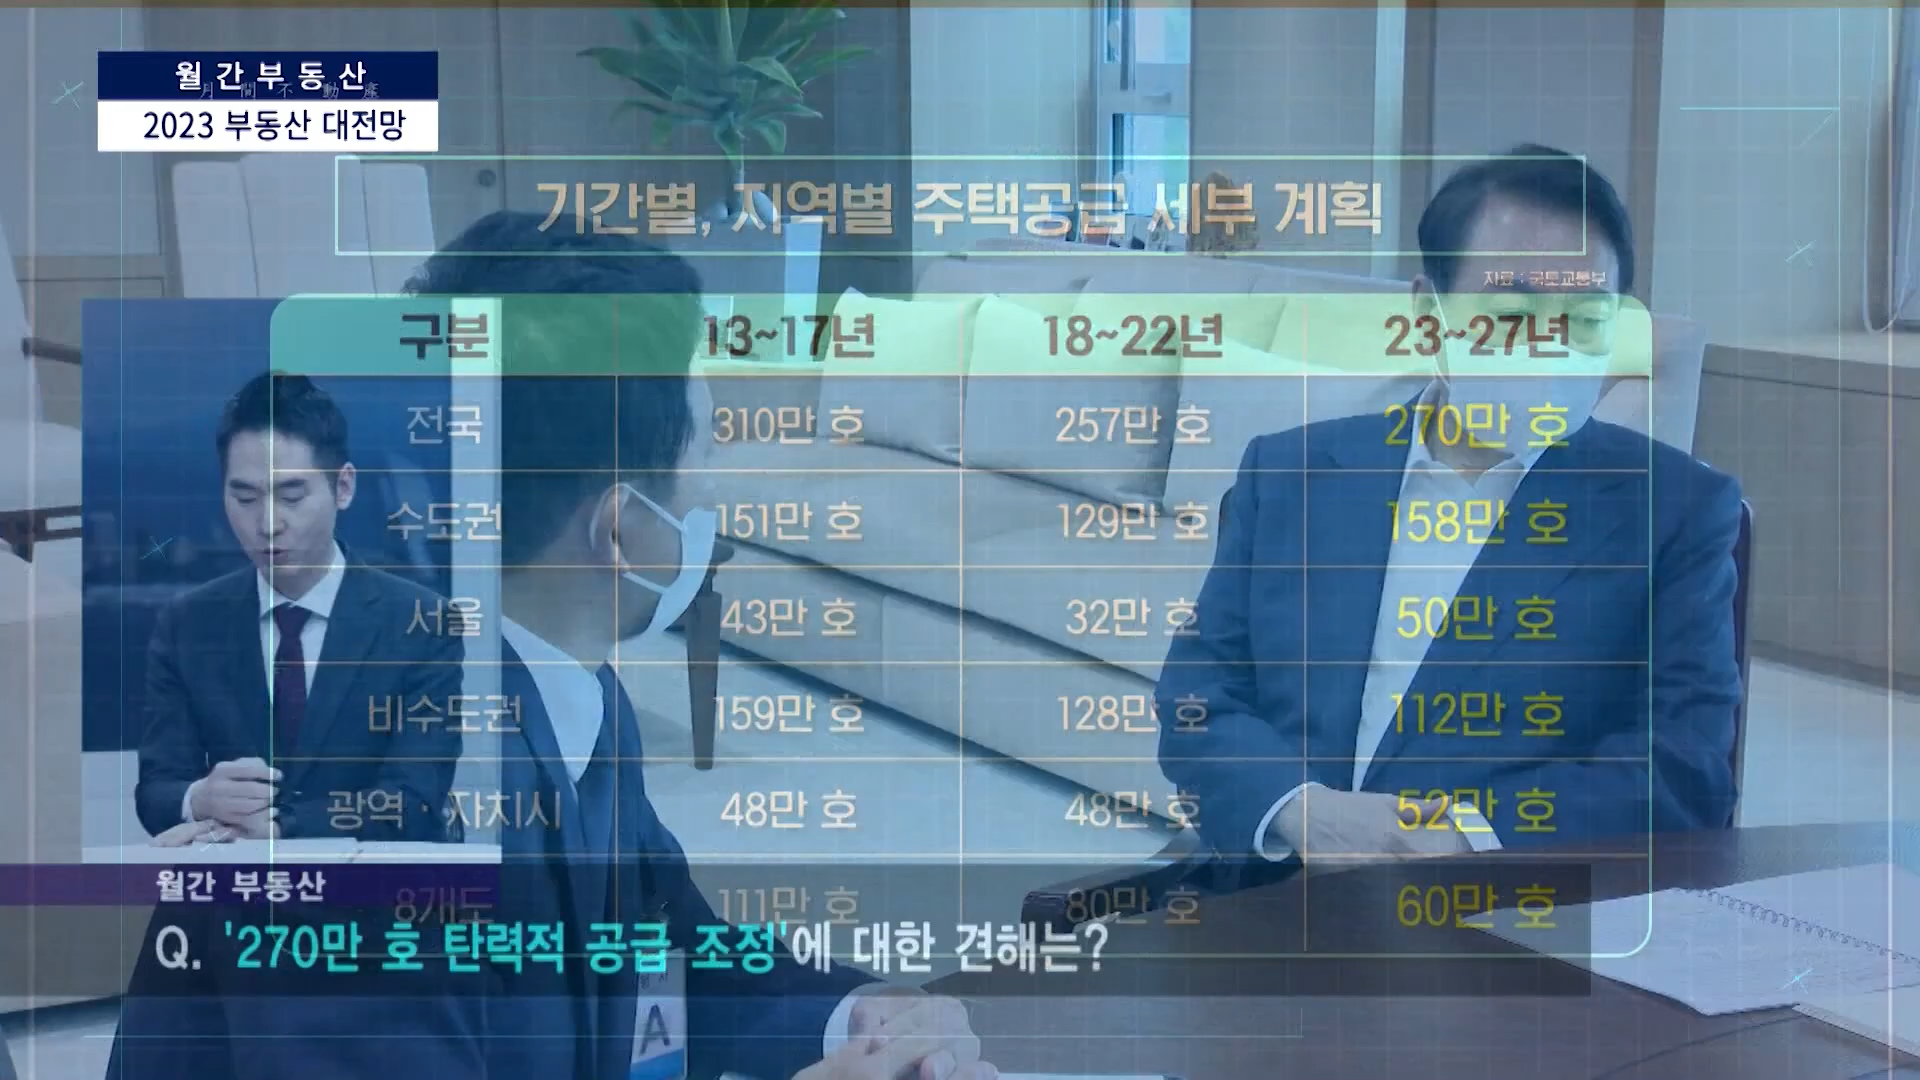 월간부동산
月間不動産
2023 부동산 대전망
기간별, 지역별 주택공급 세부 계획
자료 : 국토교통부
구분 13~17년 18~22년 23~27년
전국 310만 호 257만 호 270만 호
수도권 151만 호 129만 호 158만 호
서울 43만 호 32만 호 50만 호
비수도권 159만 호 128만 호 112만 호
광역·자치시 48만 호 48만 호 52만 호
8개도 111만 호 80만 호 60만 호
월간 부동산
Q. '270만 호 탄력적 공급 조정'에 대한 견해는?
A